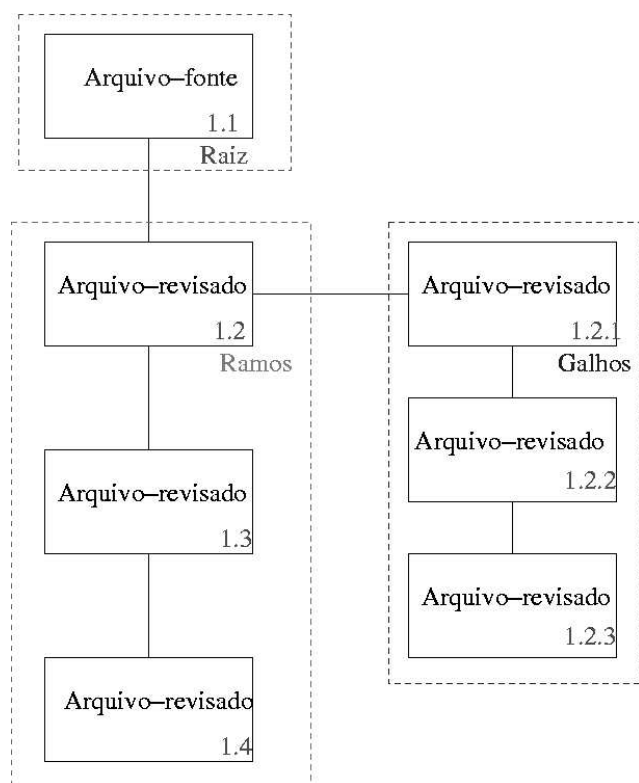 Arquivo–fonte
1.1
Raiz
Arquivo–revisado
1.2
Ramos
Arquivo–revisado
1.3
Arquivo–revisado
1.4
Arquivo–revisado
1.2.1
Galhos
Arquivo–revisado
1.2.2
Arquivo–revisado
1.2.3